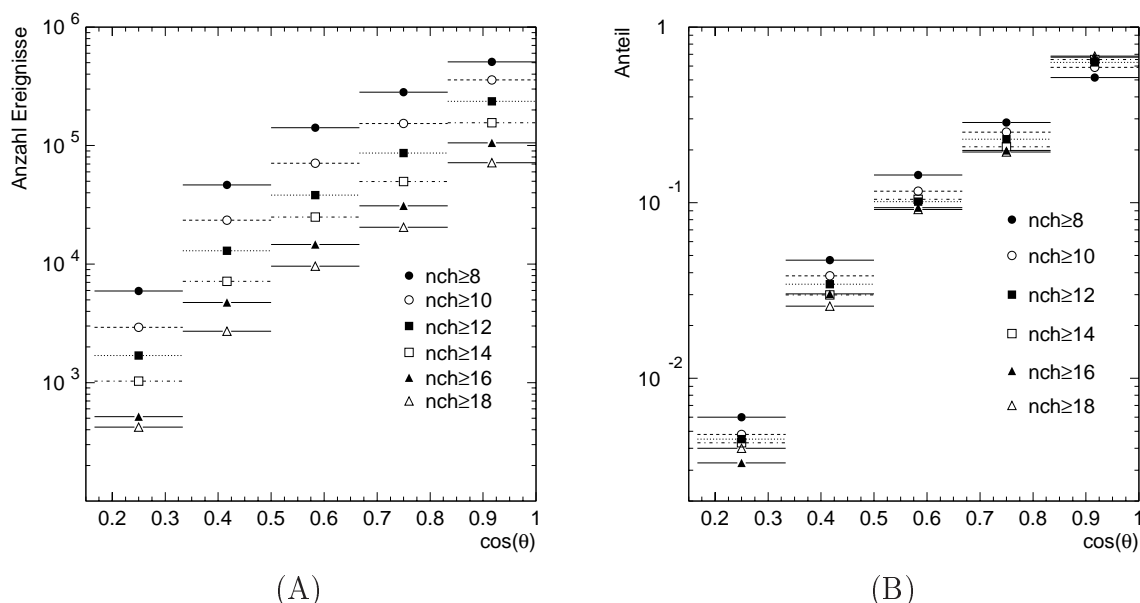 Anzahl Ereignisse
10^6
10^5
10^4
10^3
nch≥8
nch≥10
nch≥12
nch≥14
nch≥16
nch≥18
0.2 0.3 0.4 0.5 0.6 0.7 0.8 0.9 1
cos(θ)
(A)
Anteil
1
10^-1
10^-2
nch≥8
nch≥10
nch≥12
nch≥14
nch≥16
nch≥18
0.2 0.3 0.4 0.5 0.6 0.7 0.8 0.9 1
cos(θ)
(B)